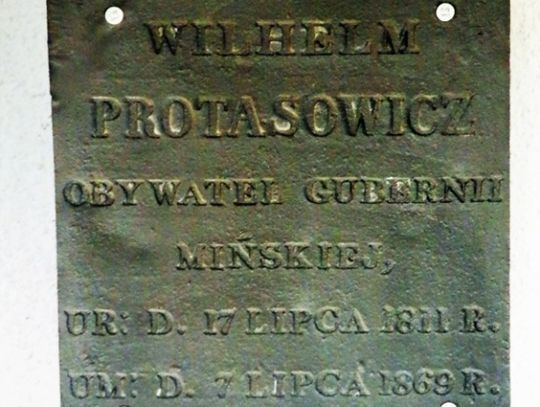 WILHELM
PROTASOWICZ
OBYWATEL GUBERNII
MIŃSKIEJ,
UR: D. 17 LIPCA 1811 R.
UM: D. 7 LIPCA 1869 R.